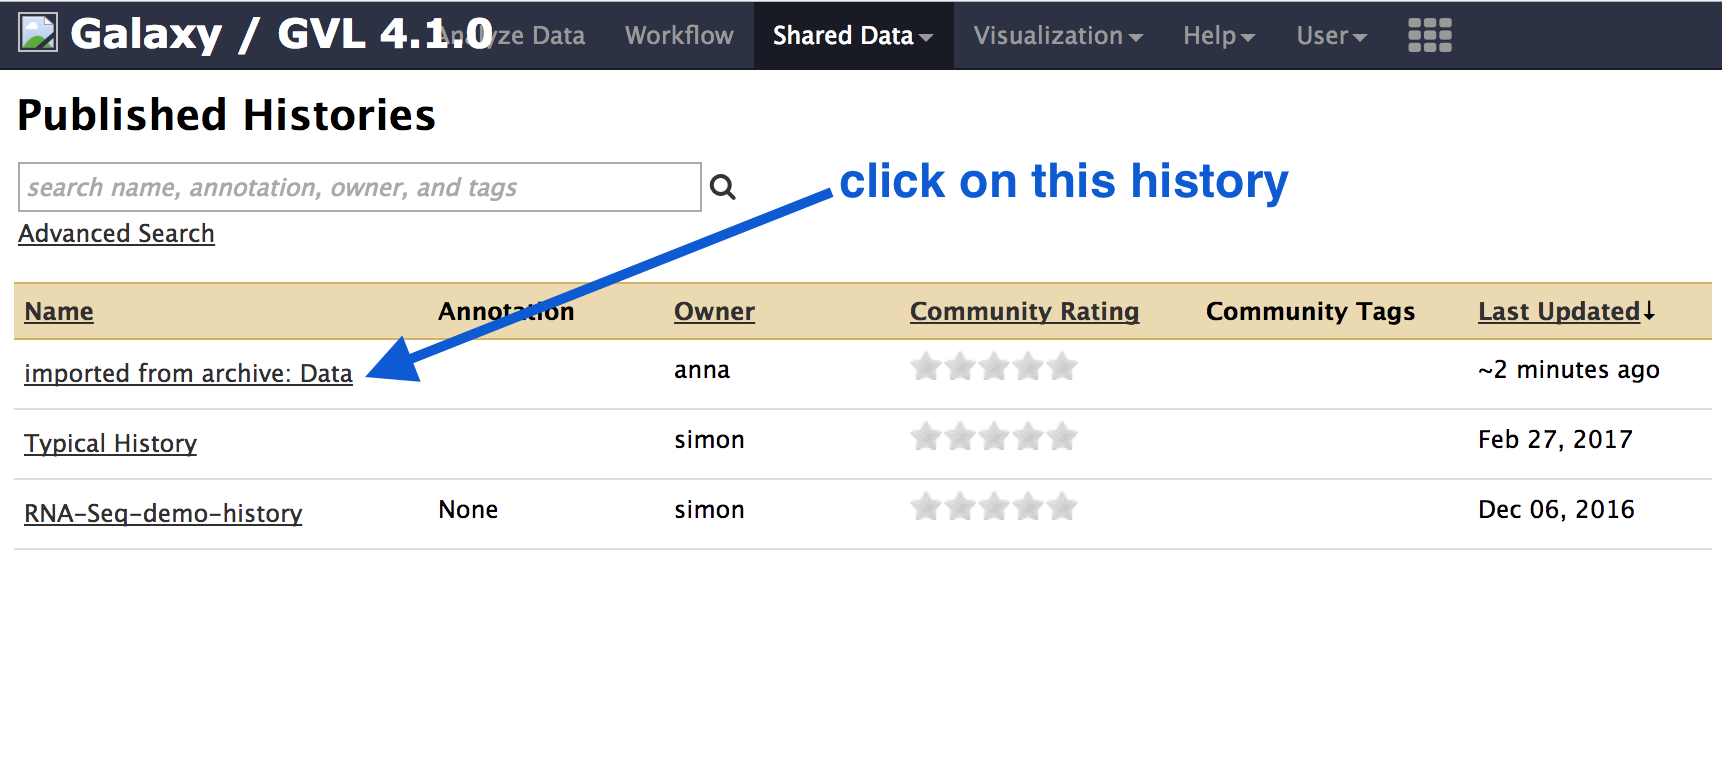 Galaxy / GVL 4.1.0 Analyze Data Workflow Shared Data Visualization Help User
Published Histories
search name, annotation, owner, and tags
click on this history
Advanced Search
Name Annotation Owner Community Rating Community Tags Last Updated↓
imported from archive: Data anna ~2 minutes ago
Typical History simon Feb 27, 2017
RNA-Seq-demo-history None simon Dec 06, 2016